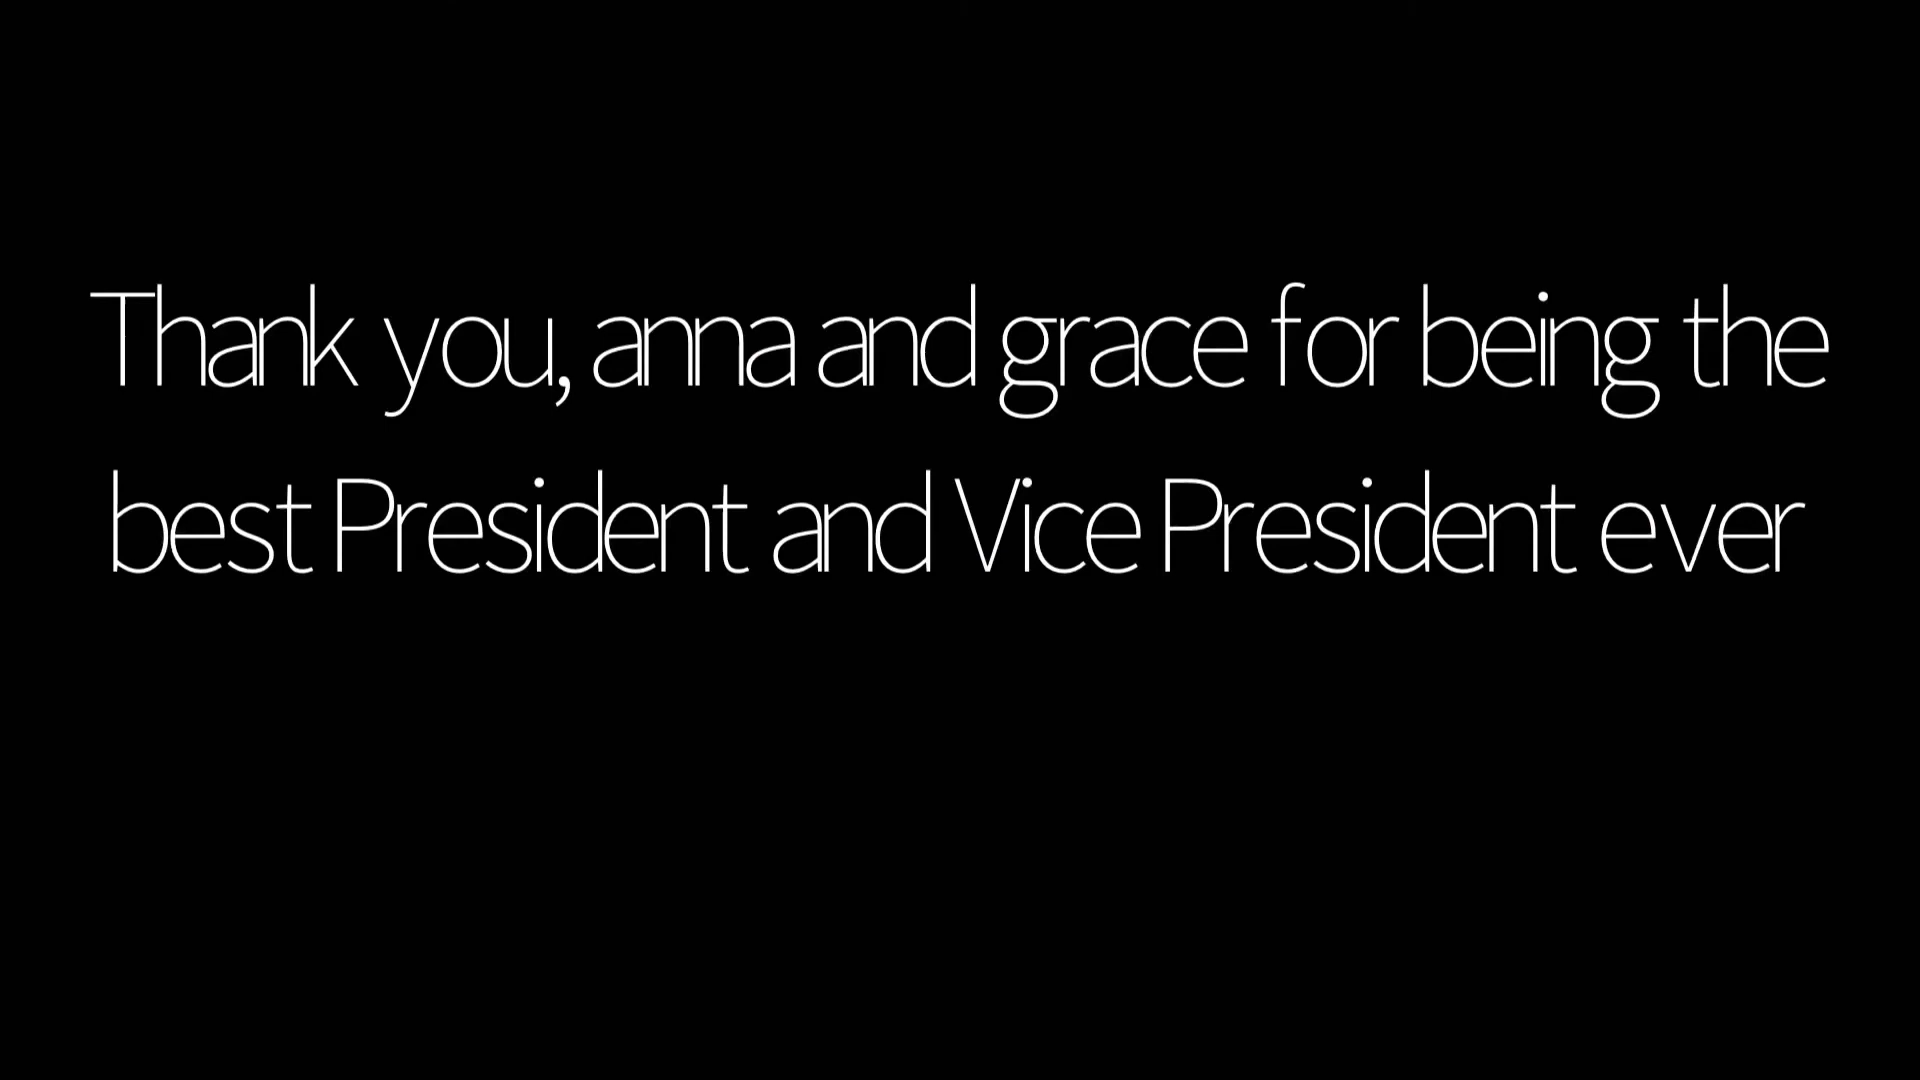 Thank you, anna and grace for being the
best President and Vice President ever